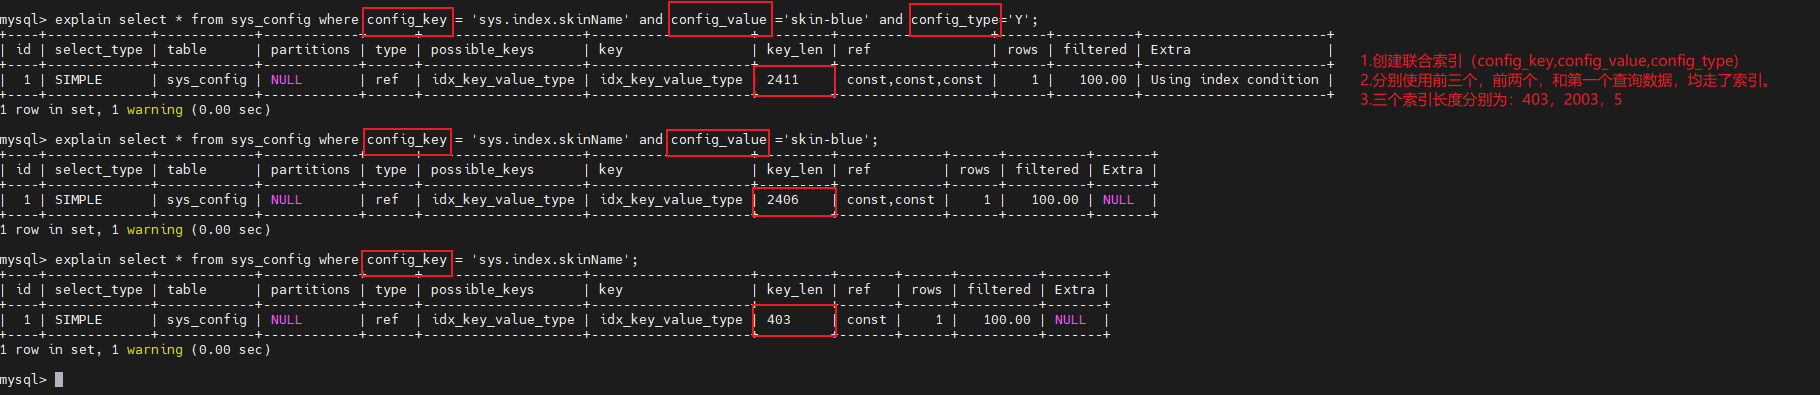 mysql> explain select * from sys_config where config_key = 'sys.index.skinName' and config_value ='skin-blue' and config_type='Y';
+----+-------------+------------+------------+------+--------------------+--------------------+---------+-------------------+------+----------+-----------------------+
| id | select_type | table | partitions | type | possible_keys | key | key_len | ref | rows | filtered | Extra |
| 1 | SIMPLE | sys_config | NULL | ref | idx_key_value_type | idx_key_value_type | 2411 | const,const,const | 1 | 100.00 | Using index condition |
1 row in set, 1 warning (0.00 sec)
mysql> explain select * from sys_config where config_key = 'sys.index.skinName' and config_value ='skin-blue';
| id | select_type | table | partitions | type | possible_keys | key | key_len | ref | rows | filtered | Extra |
| 1 | SIMPLE | sys_config | NULL | ref | idx_key_value_type | idx_key_value_type | 2406 | const,const | 1 | 100.00 | NULL |
1 row in set, 1 warning (0.00 sec)
mysql> explain select * from sys_config where config_key = 'sys.index.skinName';
| id | select_type | table | partitions | type | possible_keys | key | key_len | ref | rows | filtered | Extra |
| 1 | SIMPLE | sys_config | NULL | ref | idx_key_value_type | idx_key_value_type | 403 | const | 1 | 100.00 | NULL |
1 row in set, 1 warning (0.00 sec)
mysql>
1.创建联合索引（config_key,config_value,config_type)
2.分别使用前三个，前两个，和第一个查询数据，均走了索引。
3.三个索引长度分别为：403，2003，5